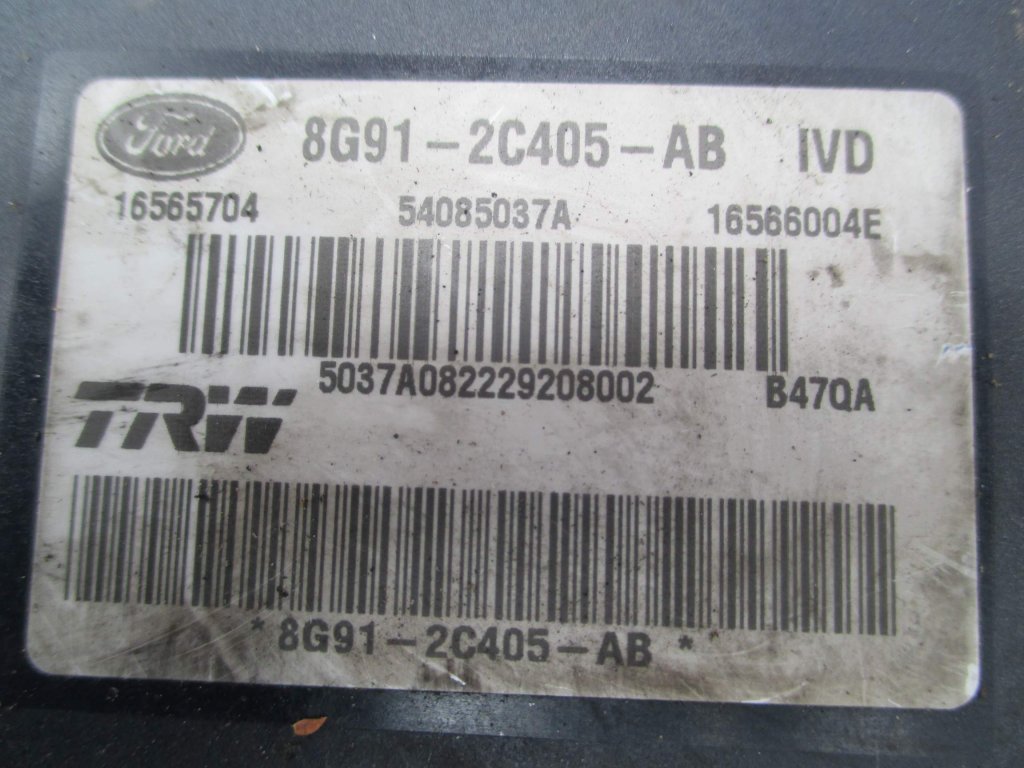 Ford 8G91-2C405-AB IVD
16565704 54085037A 16566004E
5037A082229208002 B47QA
TRW
*8G91-2C405-AB*